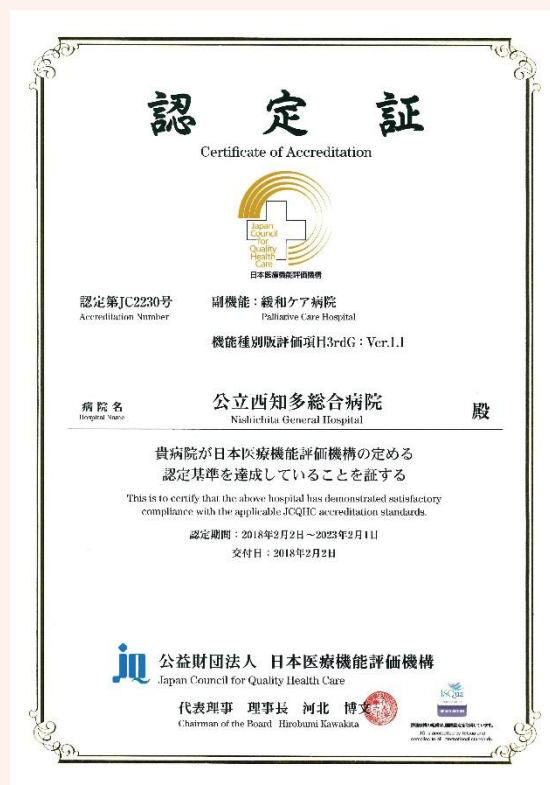 認定証
Certificate of Accreditation
Japan
Council
for
Quality
Health
Care
日本医療機能評価機構
認定第JC2230号
Accreditation Number
副機能：緩和ケア病院
Palliative Care Hospital
機能種別版評価項目3rdG：Ver.1.1
病院名
Hospital Name
公立西知多総合病院
Nishichita General Hospital
殿
貴病院が日本医療機能評価機構の定める
認定基準を達成していることを証する
This is to certify that the above hospital has demonstrated satisfactory
compliance with the applicable JCQHC accreditation standards.
認定期間：2018年2月2日～2023年2月1日
交付日：2018年2月2日
jq
公益財団法人 日本医療機能評価機構
Japan Council for Quality Health Care
代表理事 理事長 河北 博文
Chairman of the Board Hirobumi Kawakita
ISQua